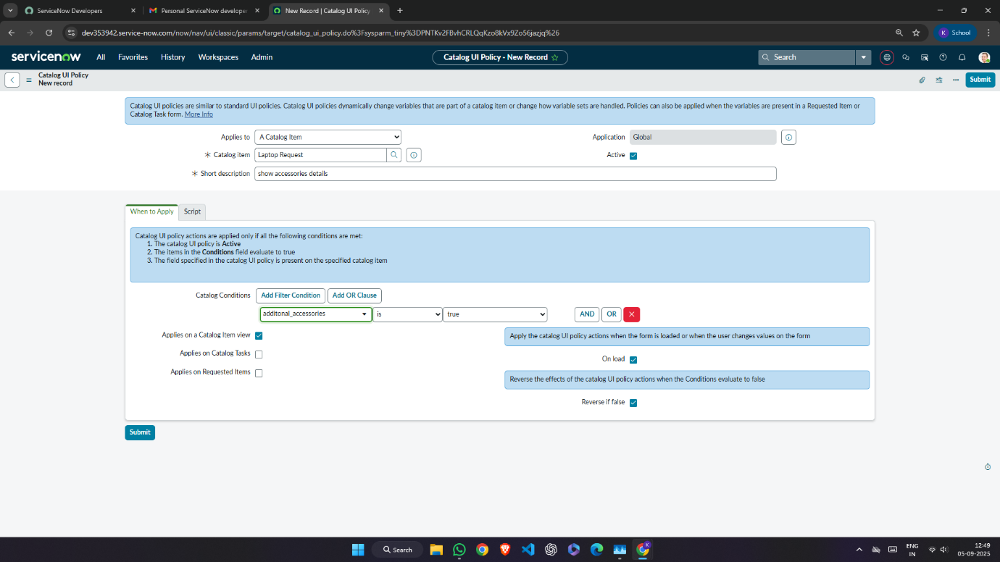 ServiceNow Developers
Personal ServiceNow developer
New Record | Catalog UI Policy
dev353942.service-now.com/now/nav/ui/classic/params/target/catalog_ui_policy.do%3Fsysparm_tiny%3DPNTKv2FBvhCRLQqKzo8kVx9Zo56jazjq%26
K School
servicenow All Favorites History Workspaces Admin
Catalog UI Policy - New Record
Search
Catalog UI Policy
New record
Submit
Catalog UI policies are similar to standard UI policies. Catalog UI policies dynamically change variables that are part of a catalog item or change how variable sets are handled. Policies can also be applied when the variables are present in a Requested Item or
Catalog Task form. More Info
Applies to A Catalog Item
Application Global
Catalog item Laptop Request
Active
Short description show accessories details
When to Apply Script
Catalog UI policy actions are applied only if all the following conditions are met:
1. The catalog UI policy is Active
2. The items in the Conditions field evaluate to true
3. The field specified in the catalog UI policy is present on the specified catalog item
Catalog Conditions Add Filter Condition Add OR Clause
additonal_accessories is true AND OR
Applies on a Catalog Item view
Apply the catalog UI policy actions when the form is loaded or when the user changes values on the form
Applies on Catalog Tasks
On load
Applies on Requested Items
Reverse the effects of the catalog UI policy actions when the Conditions evaluate to false
Reverse if false
Submit
Search
K
ENG
IN
12:49
05-09-2025